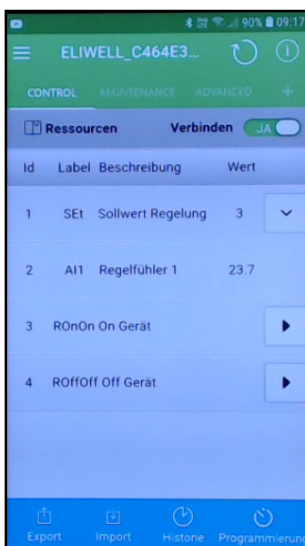 90% 09:17
ELIWELL_C464E3...
CONTROL MAINTENANCE ADVANCED +
Ressourcen Verbinden JA
Id Label Beschreibung Wert
1 SEt Sollwert Regelung 3
2 AI1 Regelfühler 1 23.7
3 ROnOn On Gerät
4 ROffOff Off Gerät
Export Import Historie Programmierung